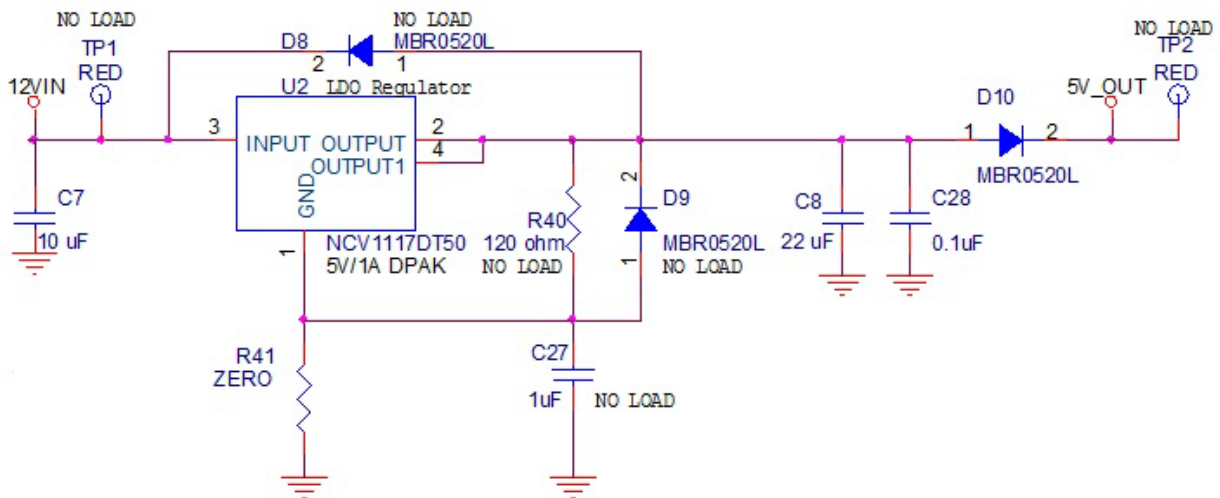 NO LOAD
TP1
RED
12VIN
D8
NO LOAD
MBR0520L
2
1
U2 LDO Regulator
3
INPUT OUTPUT
OUTPUT1
GND
2
4
1
NCV1117DT50
5V/1A DPAK
C7
10 uF
R40
120 ohm
NO LOAD
2
D9
MBR0520L
1
NO LOAD
C8
22 uF
C28
0.1uF
D10
1
2
MBR0520L
5V_OUT
NO LOAD
TP2
RED
R41
ZERO
C27
1uF
NO LOAD